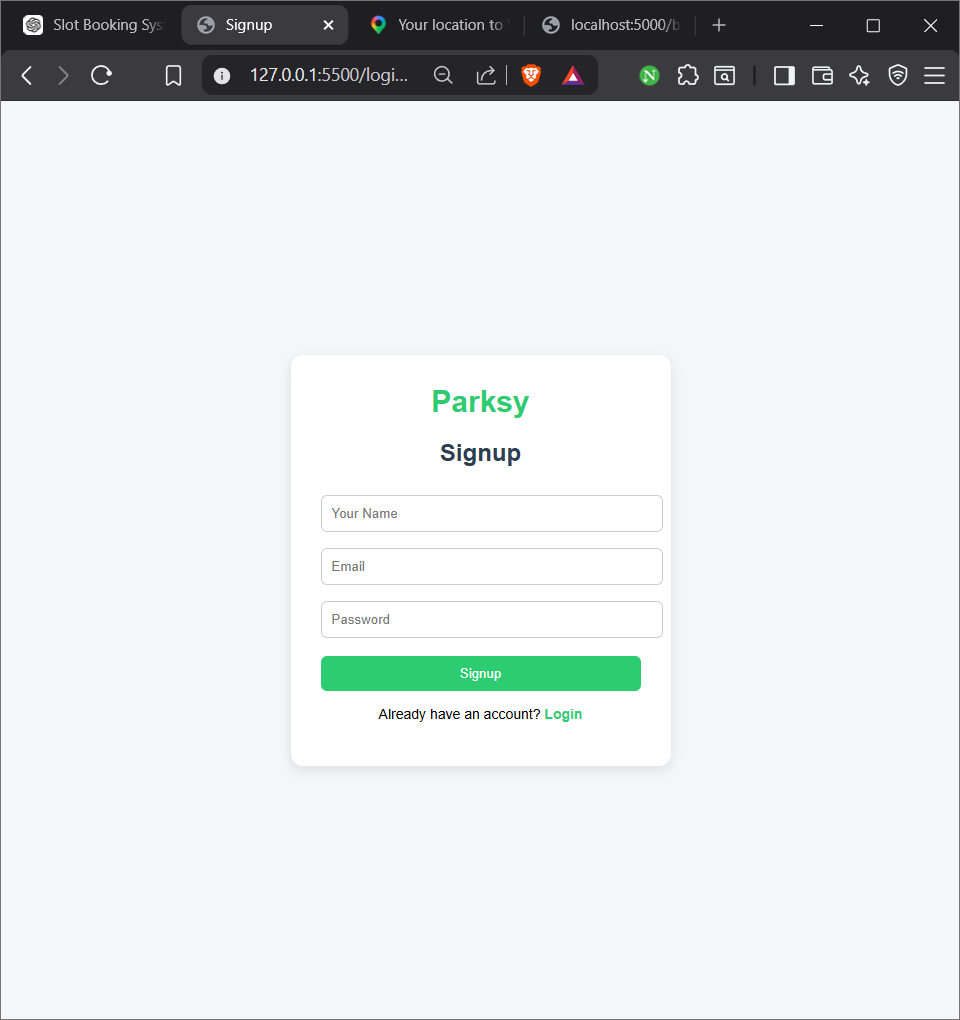 Slot Booking Sys
Signup
Your location to
localhost:5000/b
127.0.0.1:5500/logi...
Parksy
Signup
Your Name
Email
Password
Signup
Already have an account? Login